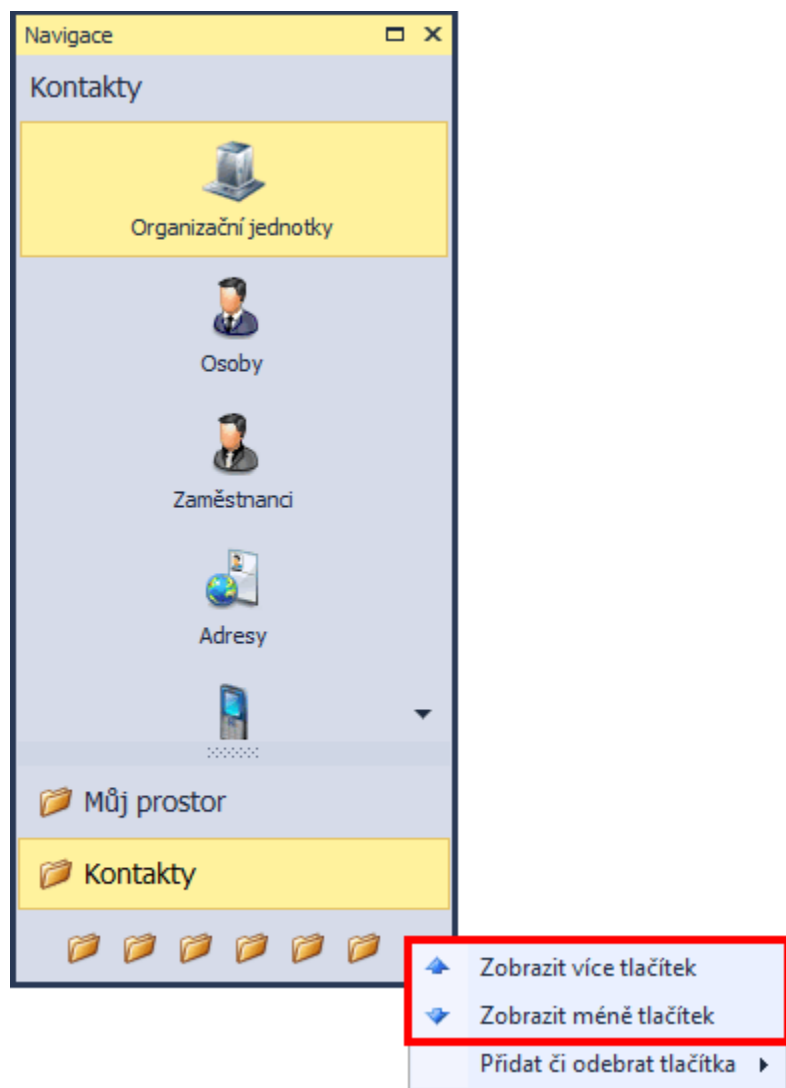 Navigace
Kontakty
Organizační jednotky
Osoby
Zaměstnanci
Adresy
Můj prostor
Kontakty
Zobrazit více tlačítek
Zobrazit méně tlačítek
Přidat či odebrat tlačítka